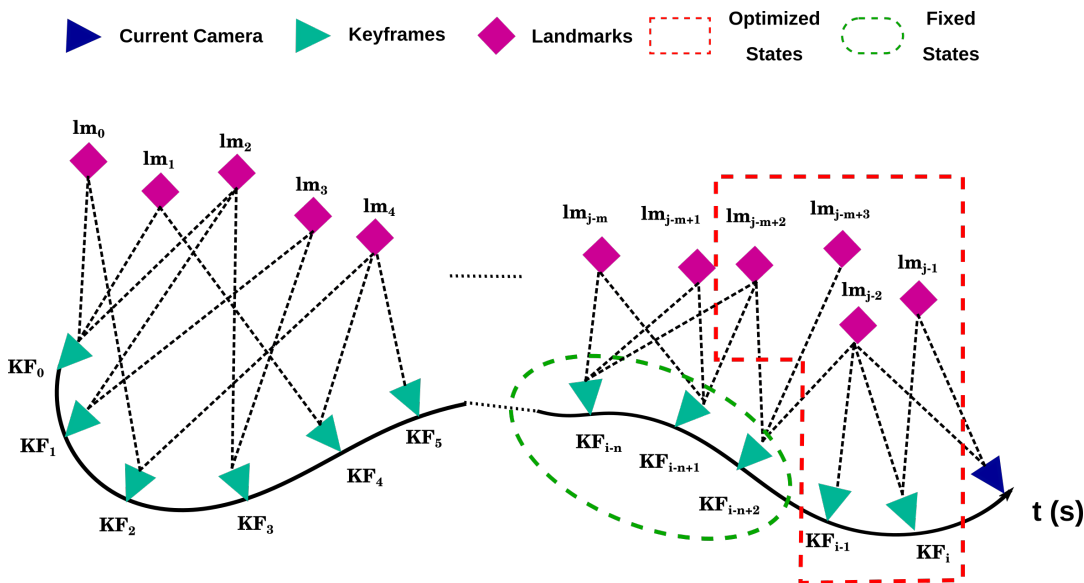 Current Camera
Keyframes
Landmarks
Optimized
States
Fixed
States
lm₀
lm₁
lm₂
lm₃
lm₄
lmⱼ₋ₘ
lmⱼ₋ₘ₊₁
lmⱼ₋ₘ₊₂
lmⱼ₋ₘ₊₃
lmⱼ₋₂
lmⱼ₋₁
KF₀
KF₁
KF₂
KF₃
KF₄
KF₅
KFᵢ₋ₙ
KFᵢ₋ₙ₊₁
KFᵢ₋ₙ₊₂
KFᵢ₋₁
KFᵢ
t (s)